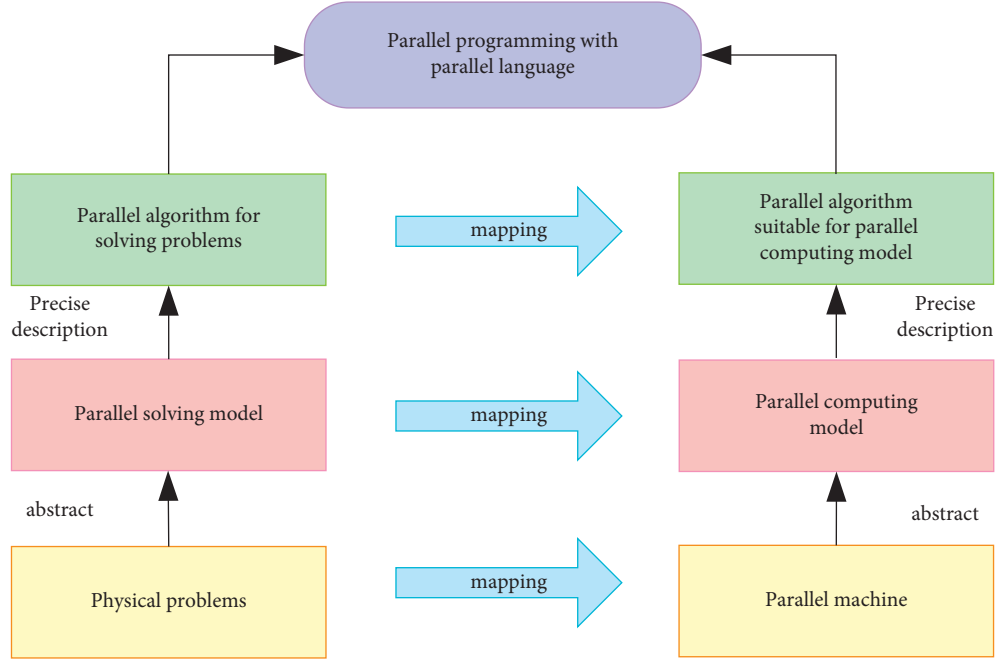 Parallel programming with
parallel language
Parallel algorithm for
solving problems
mapping
Parallel algorithm
suitable for parallel
computing model
Precise
description
Precise
description
Parallel solving model
mapping
Parallel computing
model
abstract
abstract
Physical problems
mapping
Parallel machine